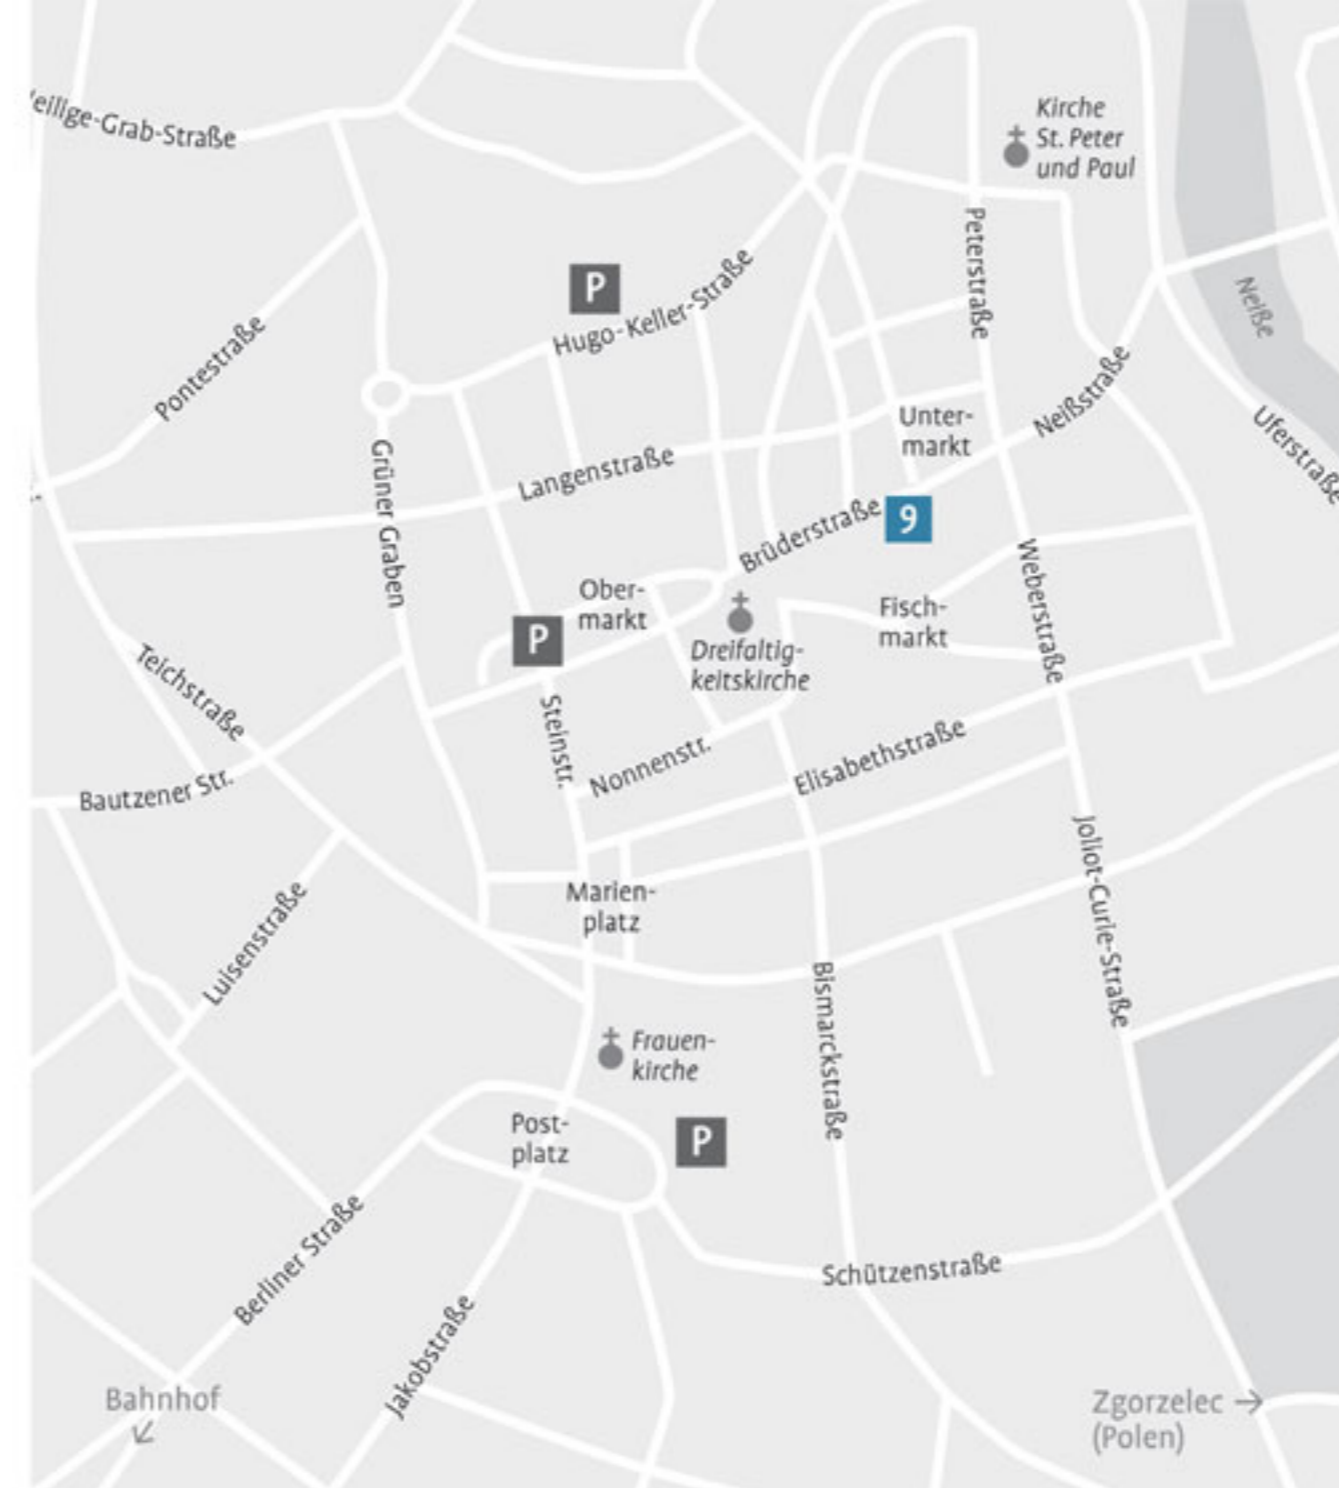 eilige-Grab-Straße
Kirche
St. Peter
und Paul
Peterstraße
P
Hugo-Keller-Straße
Neiße
Pontestraße
Neißstraße
Uferstraße
Unter-
markt
Grüner Graben
Langenstraße
9
Brüderstraße
Weberstraße
Ober-
markt
P
Fisch-
markt
Dreifaltig-
keitskirche
Teichstraße
Steinstr.
Nonnenstr.
Elisabethstraße
Bautzener Str.
Joliot-Curie-Straße
Luisenstraße
Marien-
platz
Bismarckstraße
Frauen-
kirche
Post-
platz
P
Berliner Straße
Schützenstraße
Jakobstraße
Bahnhof
↙
Zgorzelec →
(Polen)